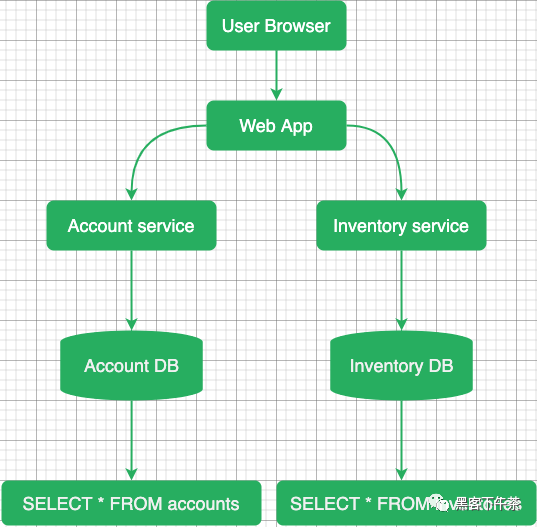 User Browser
Web App
Account service
Inventory service
Account DB
Inventory DB
SELECT * FROM accounts
SELECT * FROM
黑客下午茶